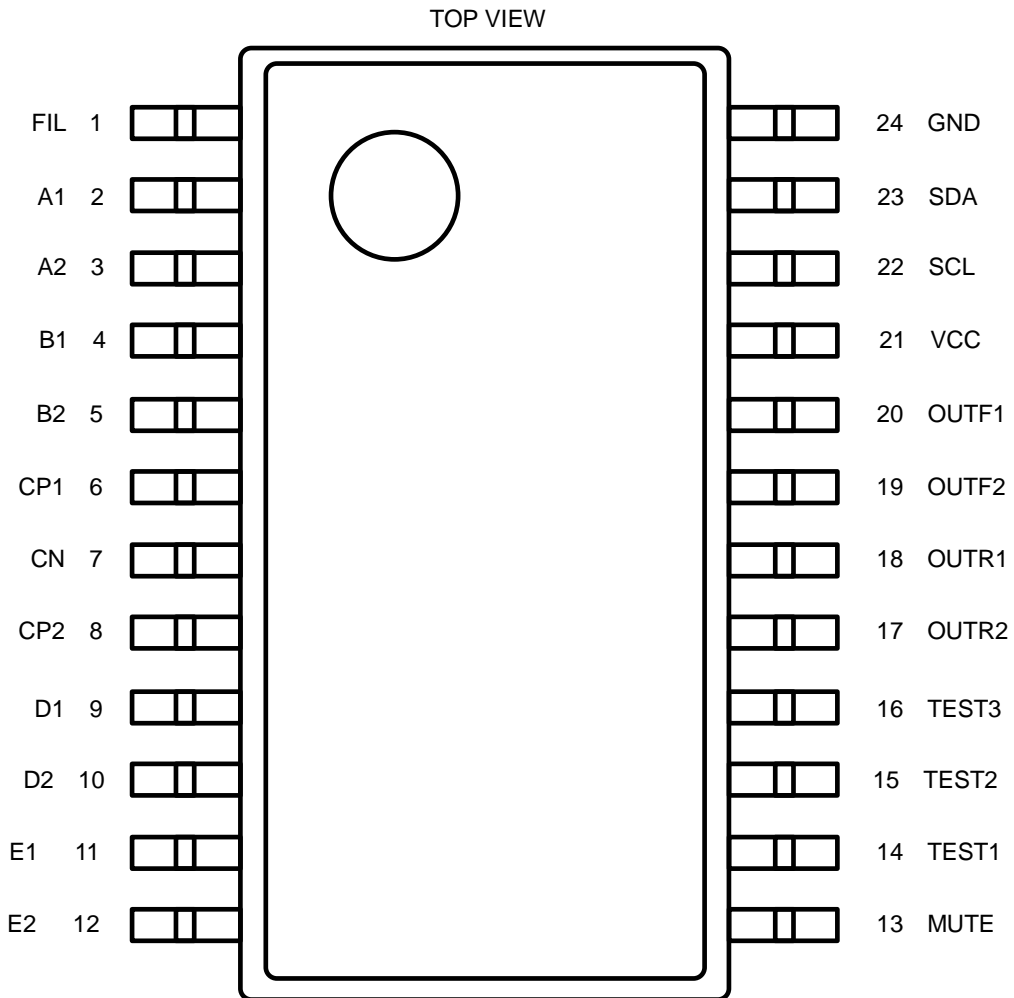 TOP VIEW
FIL 1 24 GND
A1 2 23 SDA
A2 3 22 SCL
B1 4 21 VCC
B2 5 20 OUTF1
CP1 6 19 OUTF2
CN 7 18 OUTR1
CP2 8 17 OUTR2
D1 9 16 TEST3
D2 10 15 TEST2
E1 11 14 TEST1
E2 12 13 MUTE